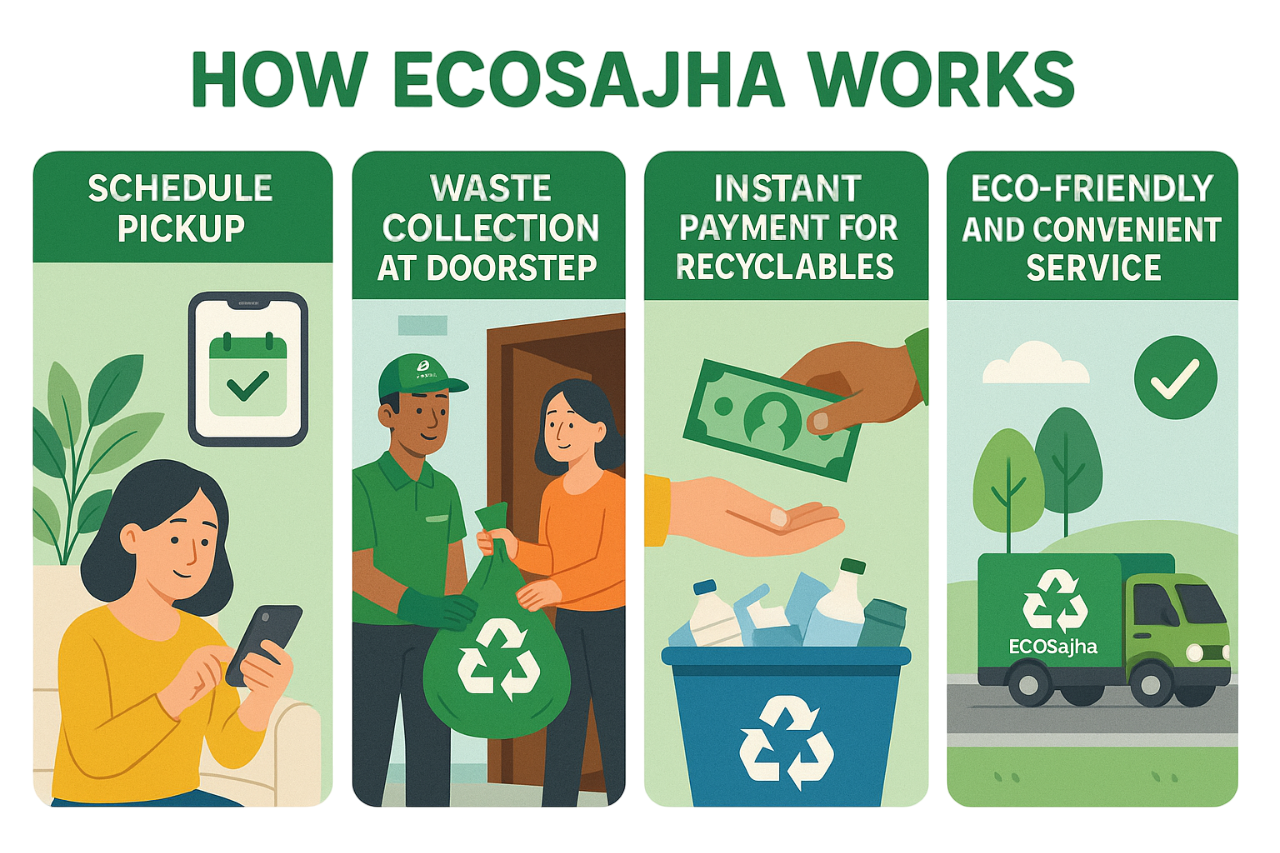 HOW ECOSAJHA WORKS
SCHEDULE
PICKUP
WASTE
COLLECTION
AT DOORSTEP
INSTANT
PAYMENT FOR
RECYCLABLES
ECO-FRIENDLY
AND CONVENIENT
SERVICE
ECOSajha